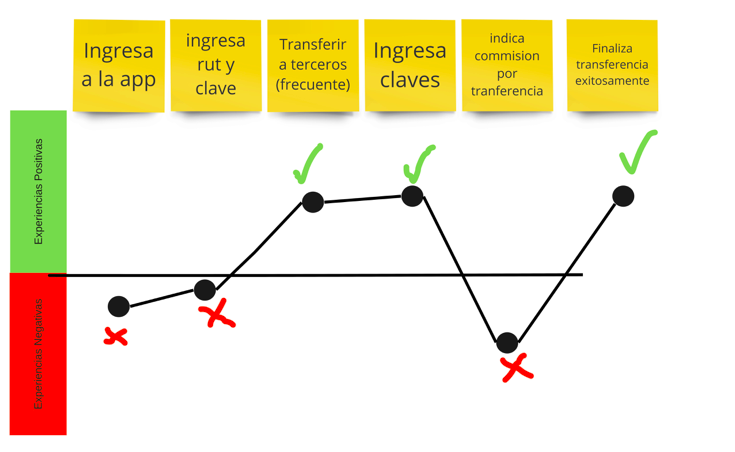 Ingresa
a la app
ingresa
rut y
clave
Transferir
a terceros
(frecuente)
Ingresa
claves
indica
commision
por
tranferencia
Finaliza
transferencia
exitosamente
Experiencias Positivas
Experiencias Negativas